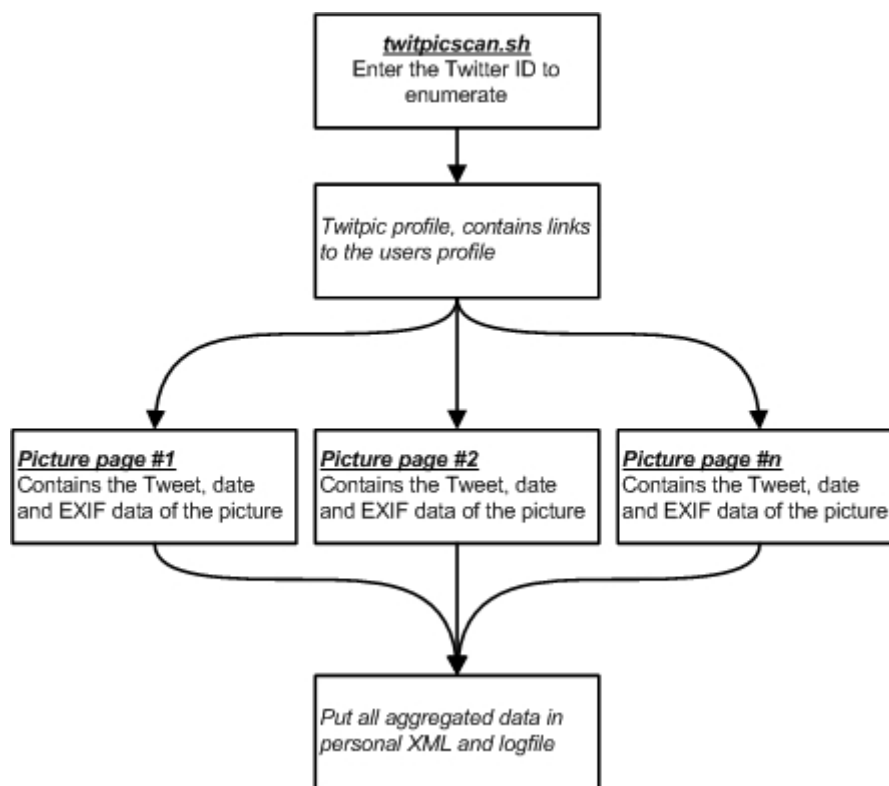 twitpicscan.sh
Enter the Twitter ID to
enumerate
Twitpic profile, contains links
to the users profile
Picture page #1
Contains the Tweet, date
and EXIF data of the picture
Picture page #2
Contains the Tweet, date
and EXIF data of the picture
Picture page #n
Contains the Tweet, date
and EXIF data of the picture
Put all aggregated data in
personal XML and logfile